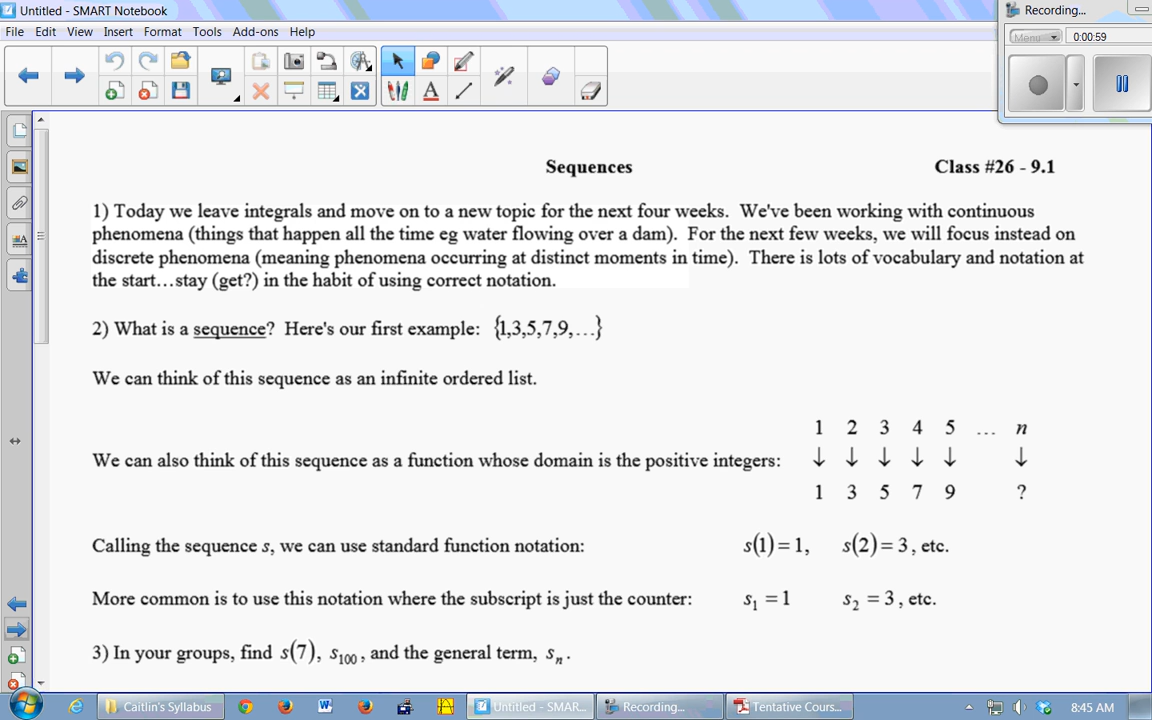 Untitled - SMART Notebook
Recording...
File Edit View Insert Format Tools Add-ons Help
Menu
0:00:59
Sequences
Class #26 - 9.1
1) Today we leave integrals and move on to a new topic for the next four weeks. We've been working with continuous
phenomena (things that happen all the time eg water flowing over a dam). For the next few weeks, we will focus instead on
discrete phenomena (meaning phenomena occurring at distinct moments in time). There is lots of vocabulary and notation at
the start…stay (get?) in the habit of using correct notation.
2) What is a sequence? Here's our first example: {1,3,5,7,9,…}
We can think of this sequence as an infinite ordered list.
1 2 3 4 5 … n
We can also think of this sequence as a function whose domain is the positive integers: ↓ ↓ ↓ ↓ ↓ ↓
1 3 5 7 9 ?
Calling the sequence s, we can use standard function notation: s(1) = 1, s(2) = 3, etc.
More common is to use this notation where the subscript is just the counter: s₁ = 1 s₂ = 3, etc.
3) In your groups, find s(7), s₁₀₀, and the general term, sₙ.
Caitlin's Syllabus
Untitled - SMAR...
Recording...
Tentative Cours...
8:45 AM